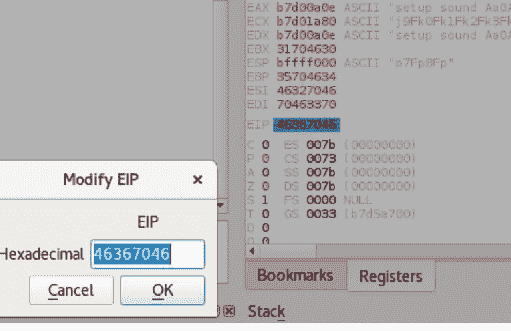 EAX b7d00a0e ASCII "setup sound Aa0A
ECX b7d01a80 ASCII "j9Fk0Fk1Fk2Fk3Fk
EDX b7d00a0e ASCII "setup sound Aa0A
EBX 31704630
ESP bffff000 ASCII "o7Fp8Fp"
EBP 35704634
ESI 46327046
EDI 70463370
EIP 46367046
C 0 ES 007b (00000000)
P 0 CS 0073 (00000000)
A 0 SS 007b (00000000)
Z 0 DS 007b (00000000)
S 1 FS 0000 NULL
T 0 GS 0033 (b7d5a700)
D 0
O 0
Modify EIP
×
EIP
Hexadecimal 46367046
Cancel OK
Bookmarks Registers
Stack